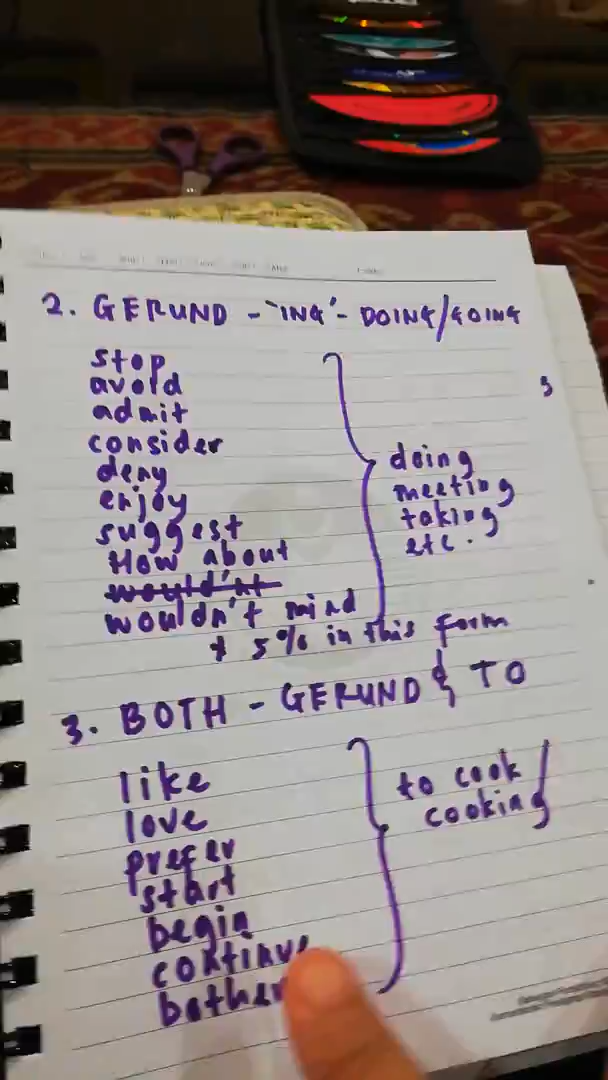 2. GERUND - 'ING' - DOING/GOING
stop
avoid
admit
consider
deny
enjoy
suggest
How about
would'nt
wouldn't mind
doing
meeting
taking
etc.
+ 5% in this form
3. BOTH - GERUND & TO
like
love
prefer
start
begin
continue
bother
to cook/
cooking